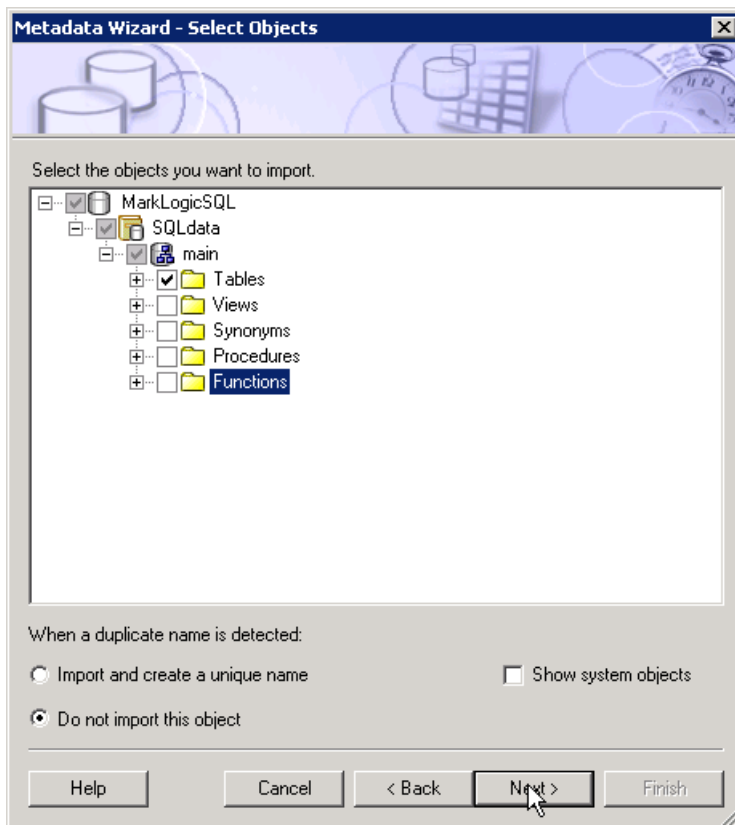 Metadata Wizard - Select Objects
Select the objects you want to import.
MarkLogicSQL
SQLdata
main
Tables
Views
Synonyms
Procedures
Functions
When a duplicate name is detected:
Import and create a unique name
Show system objects
Do not import this object
Help
Cancel
< Back
Next >
Finish